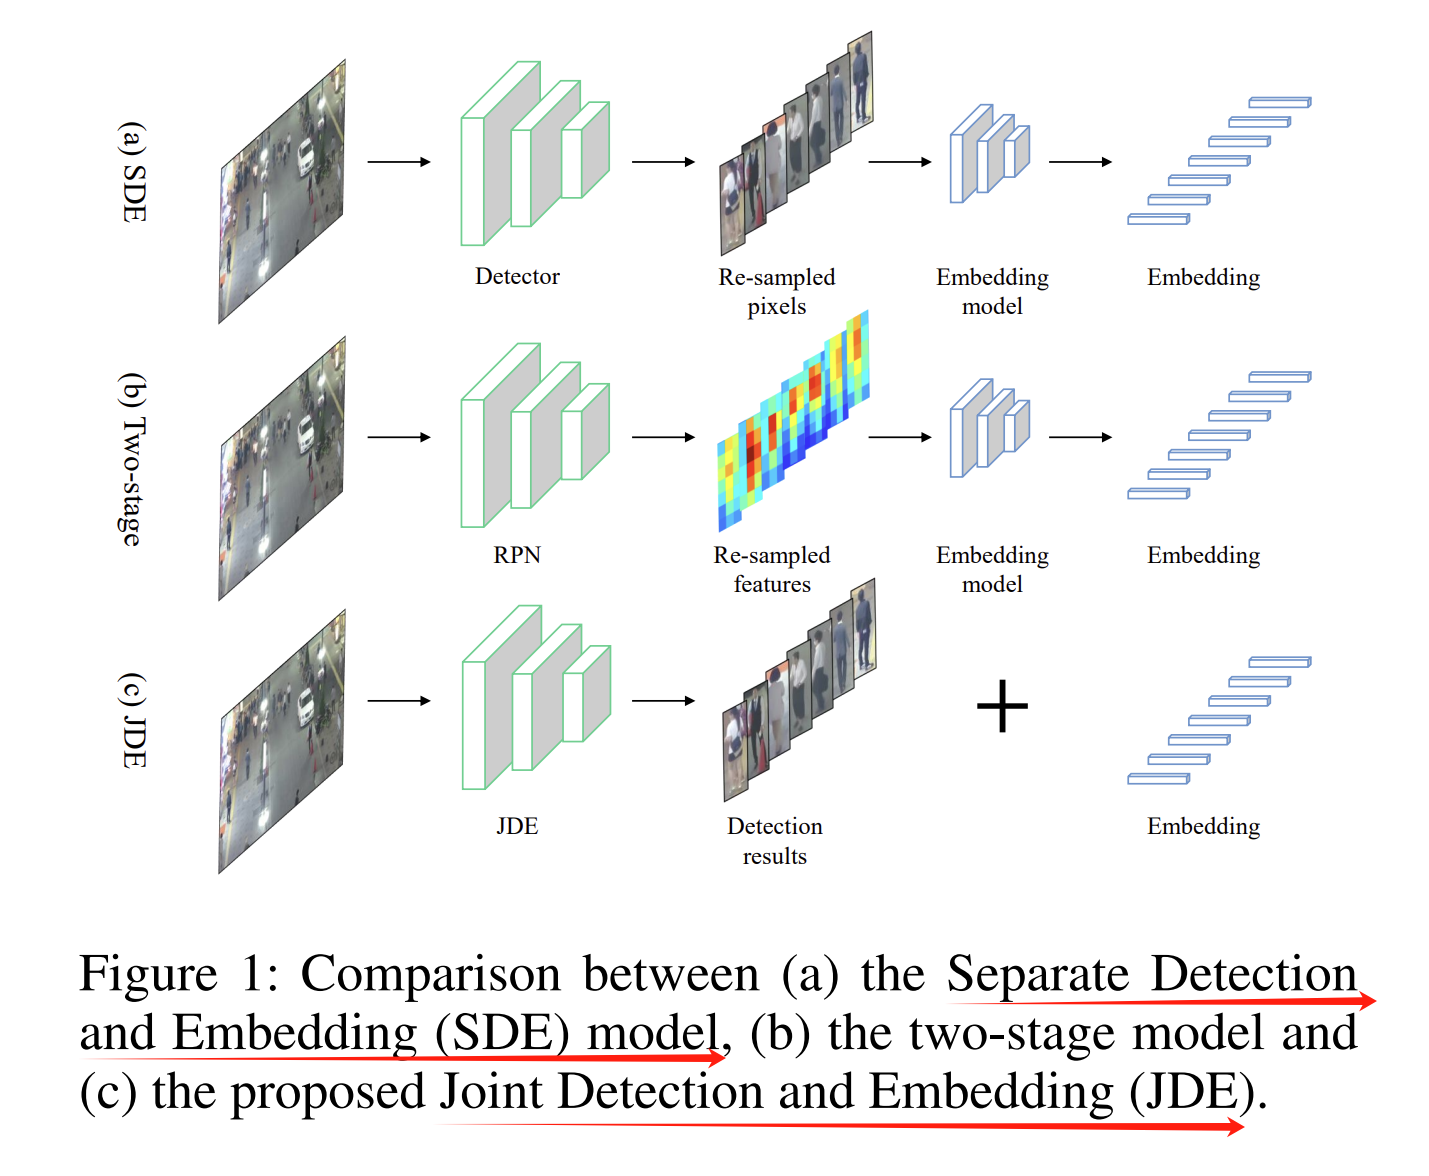 (a) SDE
Detector
Re-sampled
pixels
Embedding
model
Embedding
(b) Two-stage
RPN
Re-sampled
features
Embedding
model
Embedding
(c) JDE
JDE
Detection
results
+
Embedding
Figure 1: Comparison between (a) the Separate Detection
and Embedding (SDE) model, (b) the two-stage model and
(c) the proposed Joint Detection and Embedding (JDE).